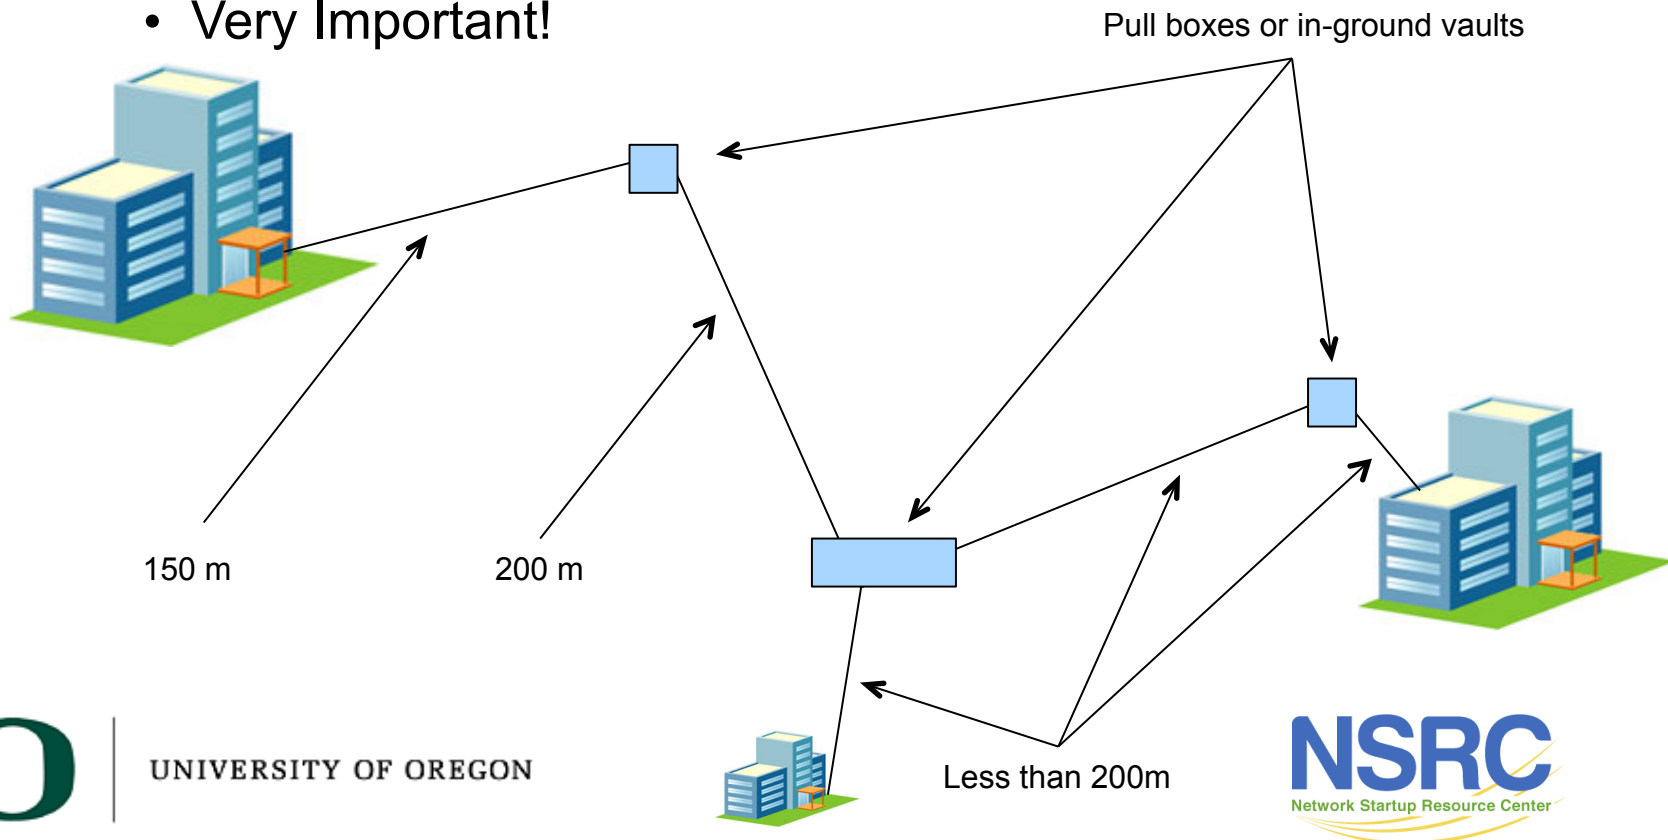 • Very Important!
Pull boxes or in-ground vaults
150 m
200 m
Less than 200m
UNIVERSITY OF OREGON
NSRC
Network Startup Resource Center